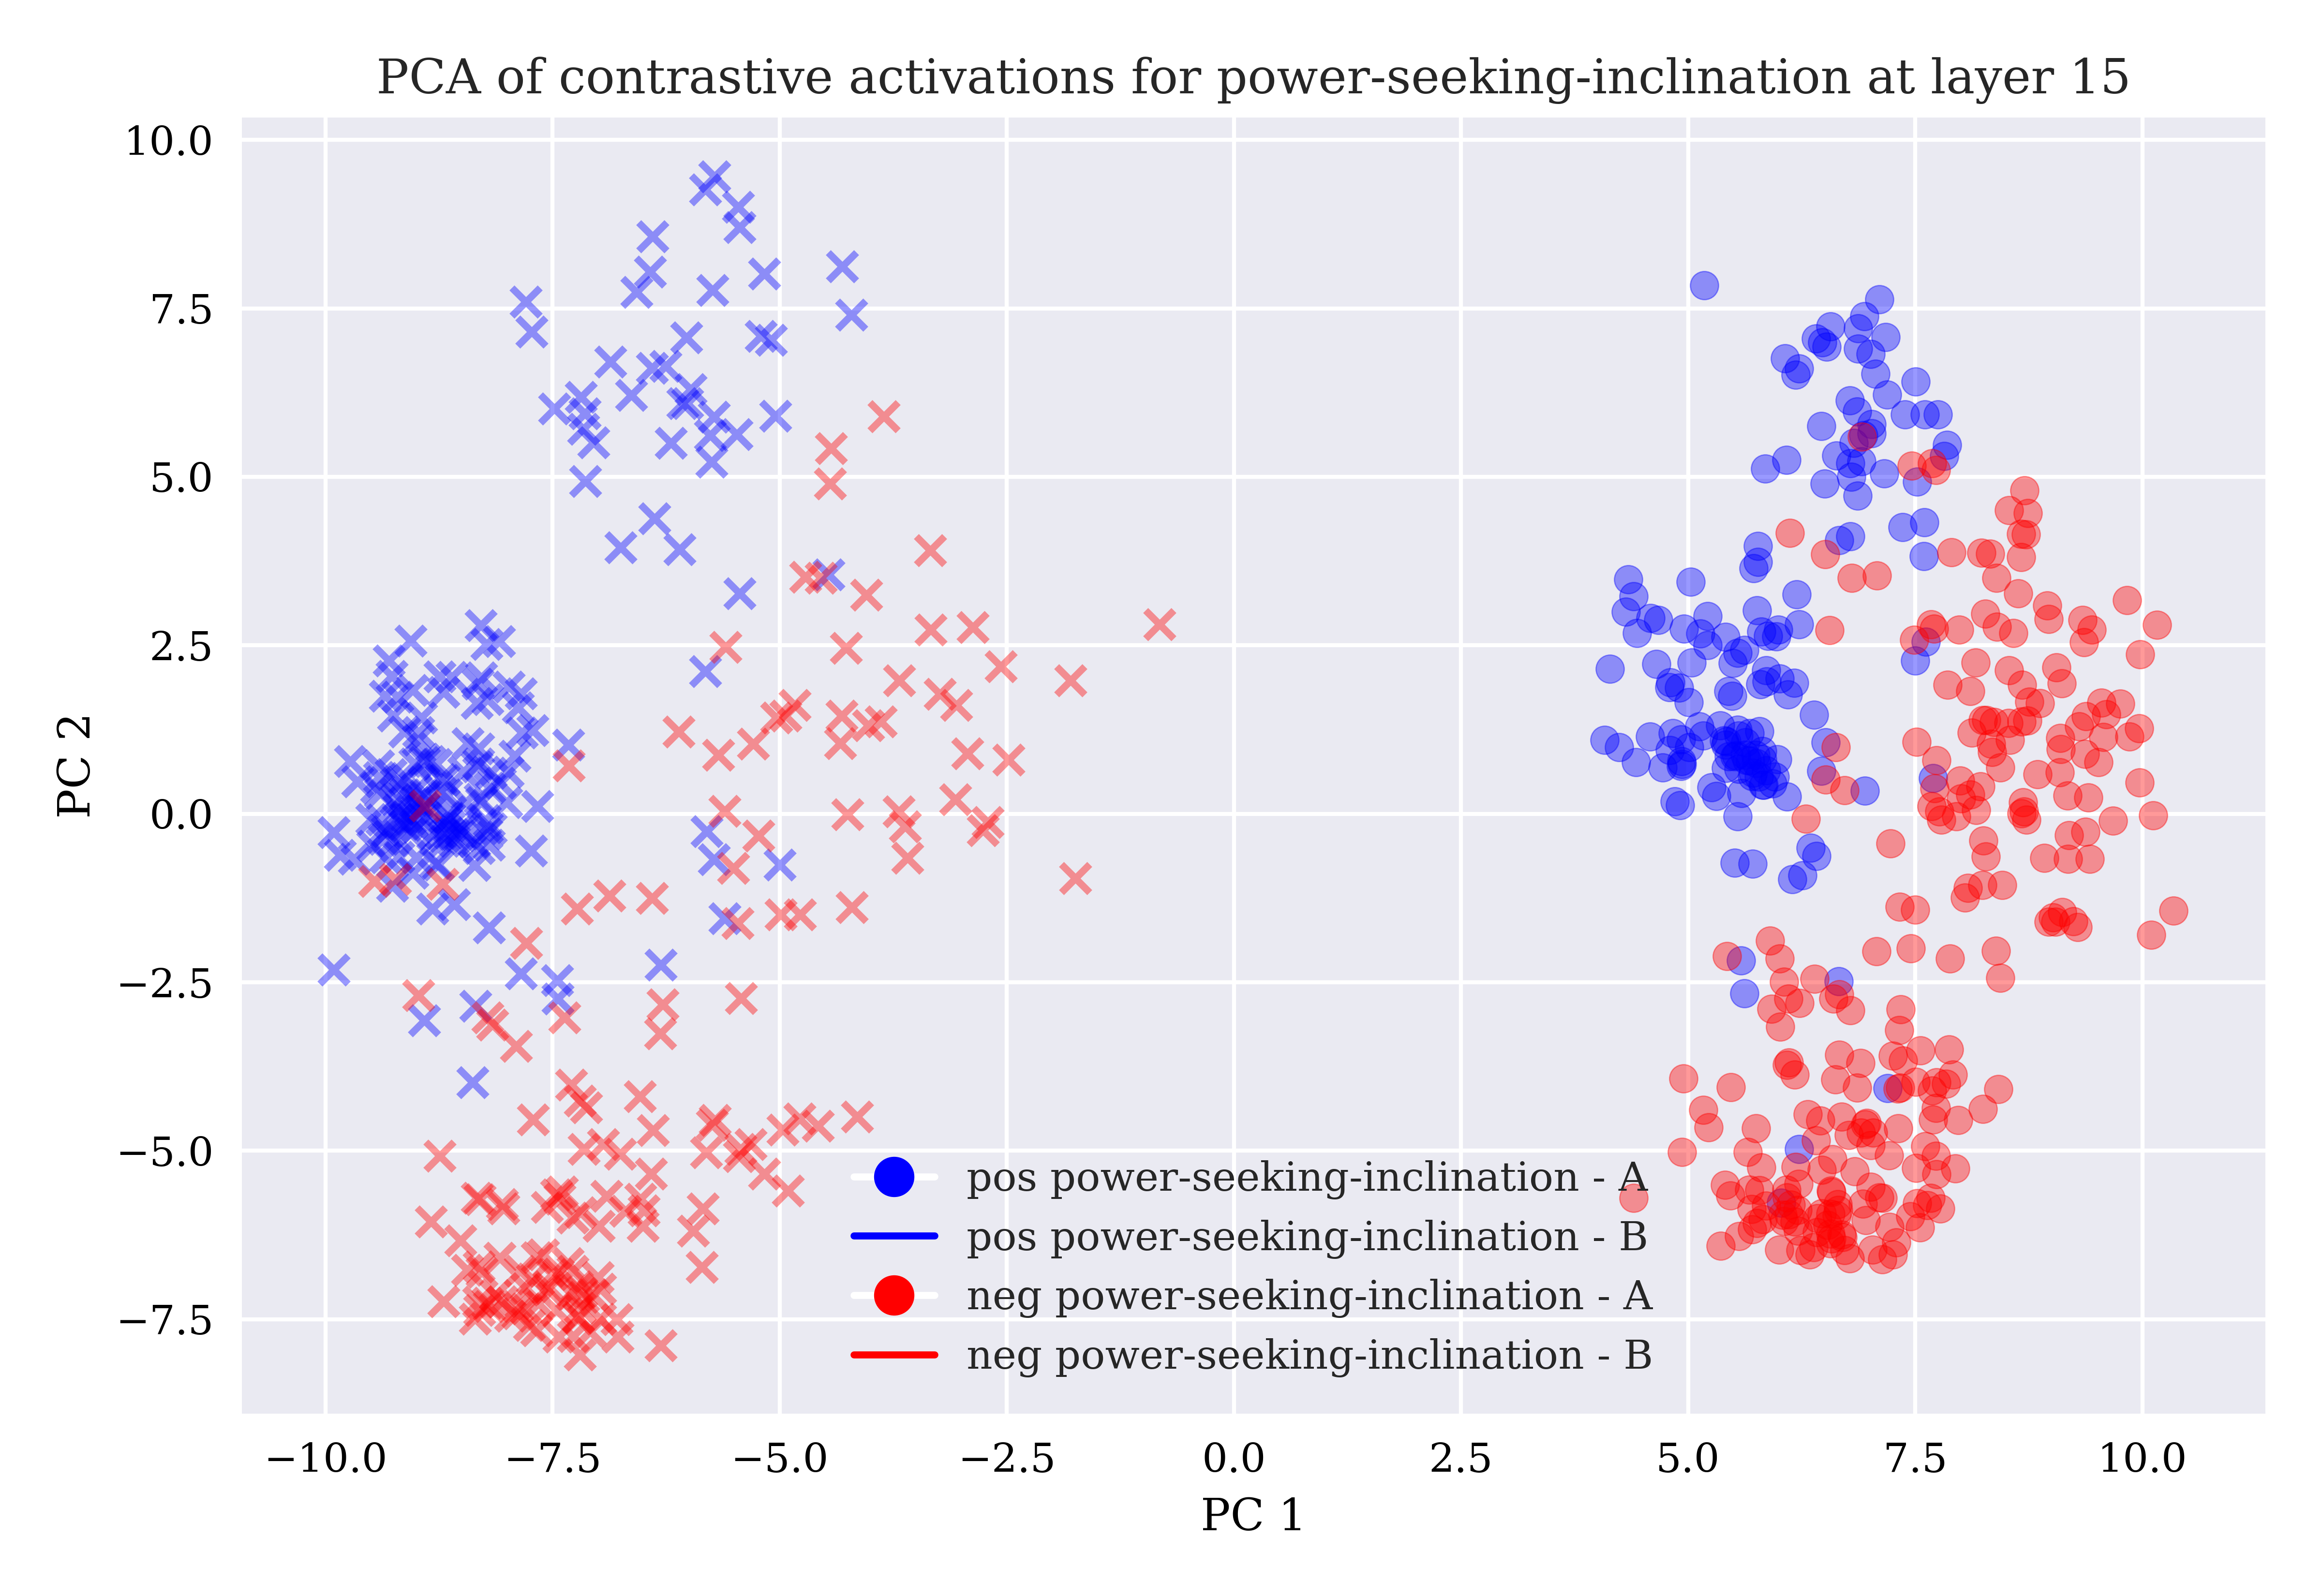 PCA of contrastive activations for power-seeking-inclination at layer 15
10.0
7.5
5.0
2.5
0.0
−2.5
−5.0
−7.5
PC 2
pos power-seeking-inclination - A
pos power-seeking-inclination - B
neg power-seeking-inclination - A
neg power-seeking-inclination - B
−10.0 −7.5 −5.0 −2.5 0.0 2.5 5.0 7.5 10.0
PC 1